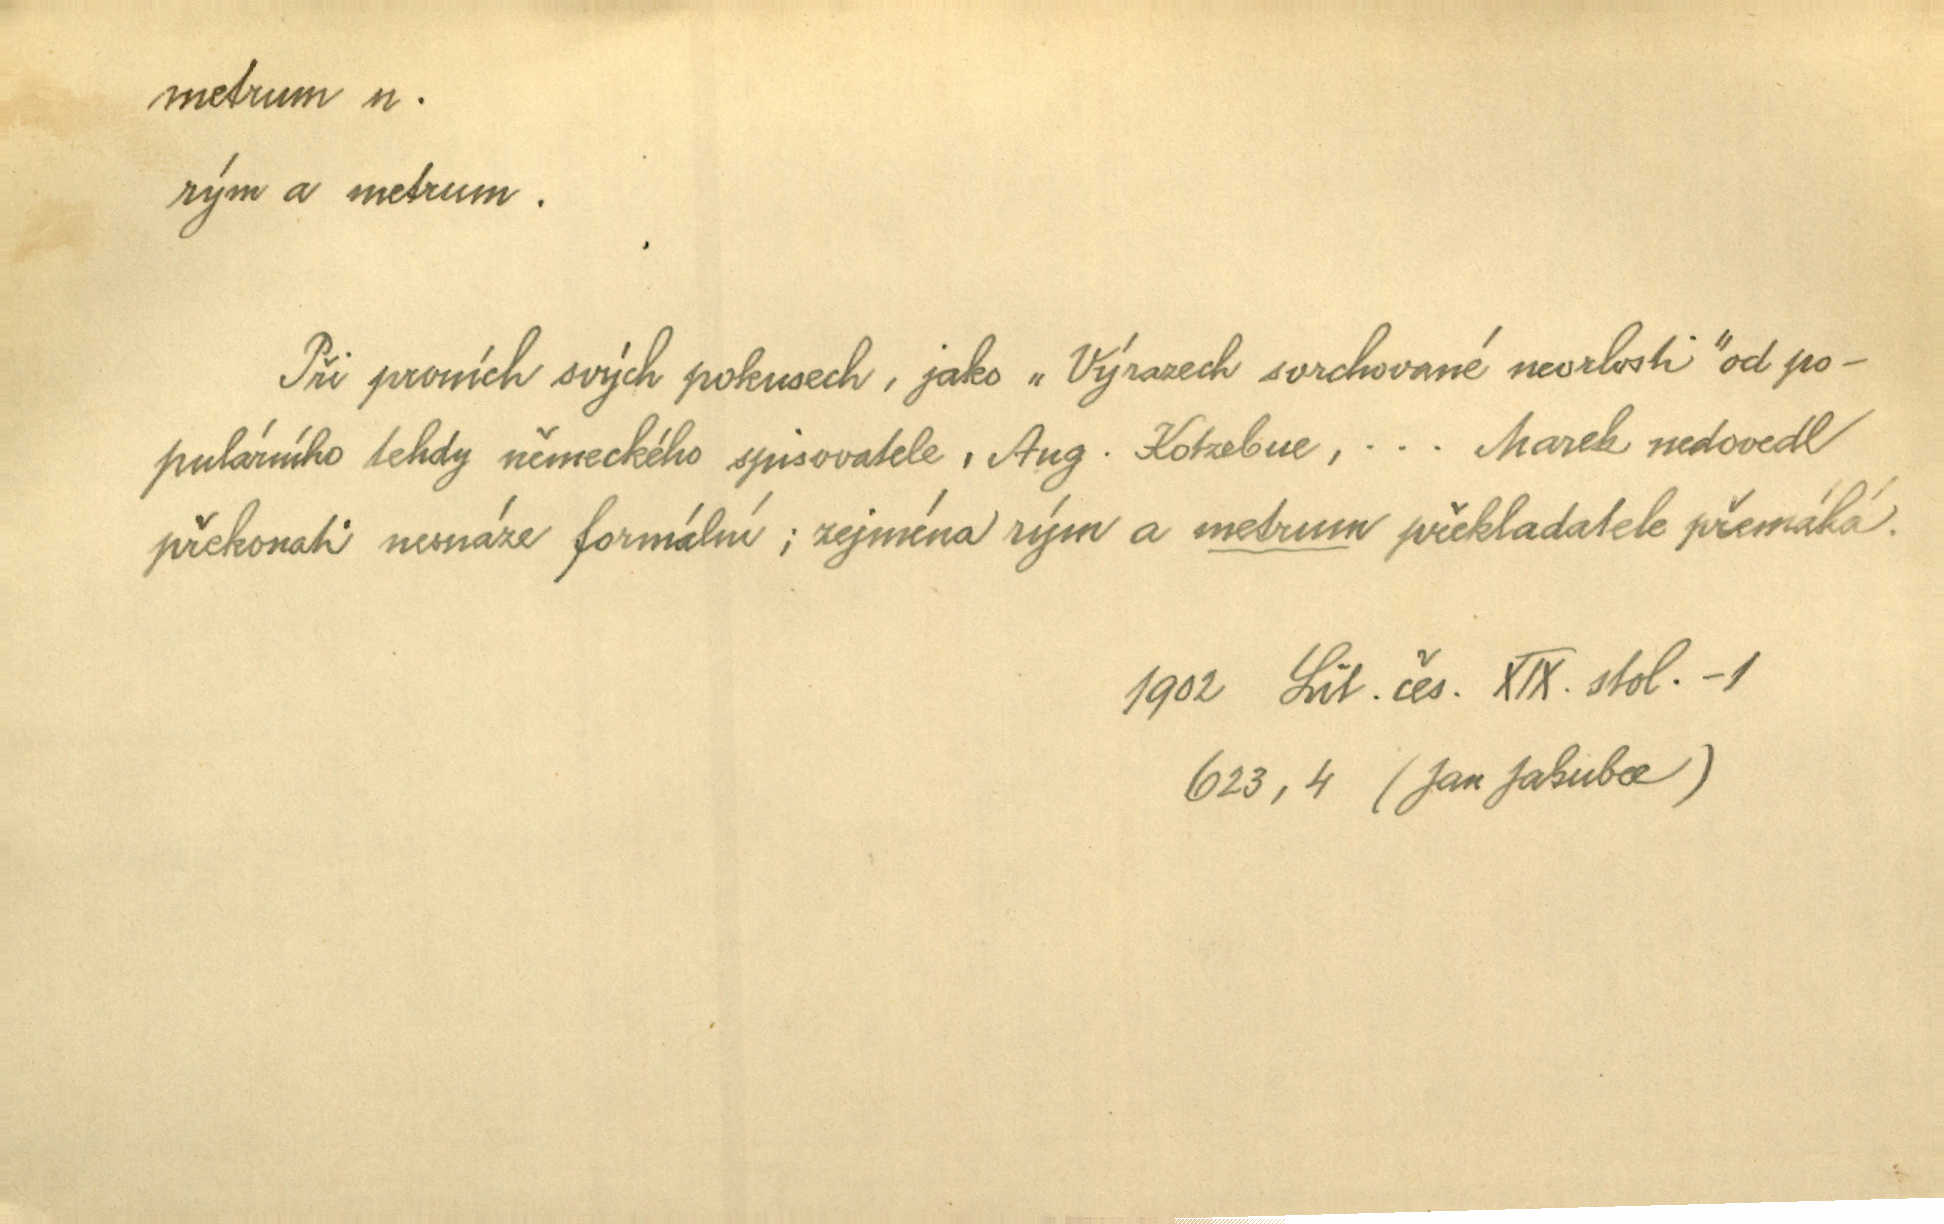 metrum n.
rým a metrum.
Při prvních svých pokusech, jako „Výrazech svrchované nevrlosti" od po-
pulárního tehdy německého spisovatele, Aug. Kotzebue, . . . Marek nedovedl
překonati nesnáze formální; zejména rým a metrum překladatele přemáhá.
1902 Lit. čes. XIX. stol. -1
623,4 (Jan Jakubec)